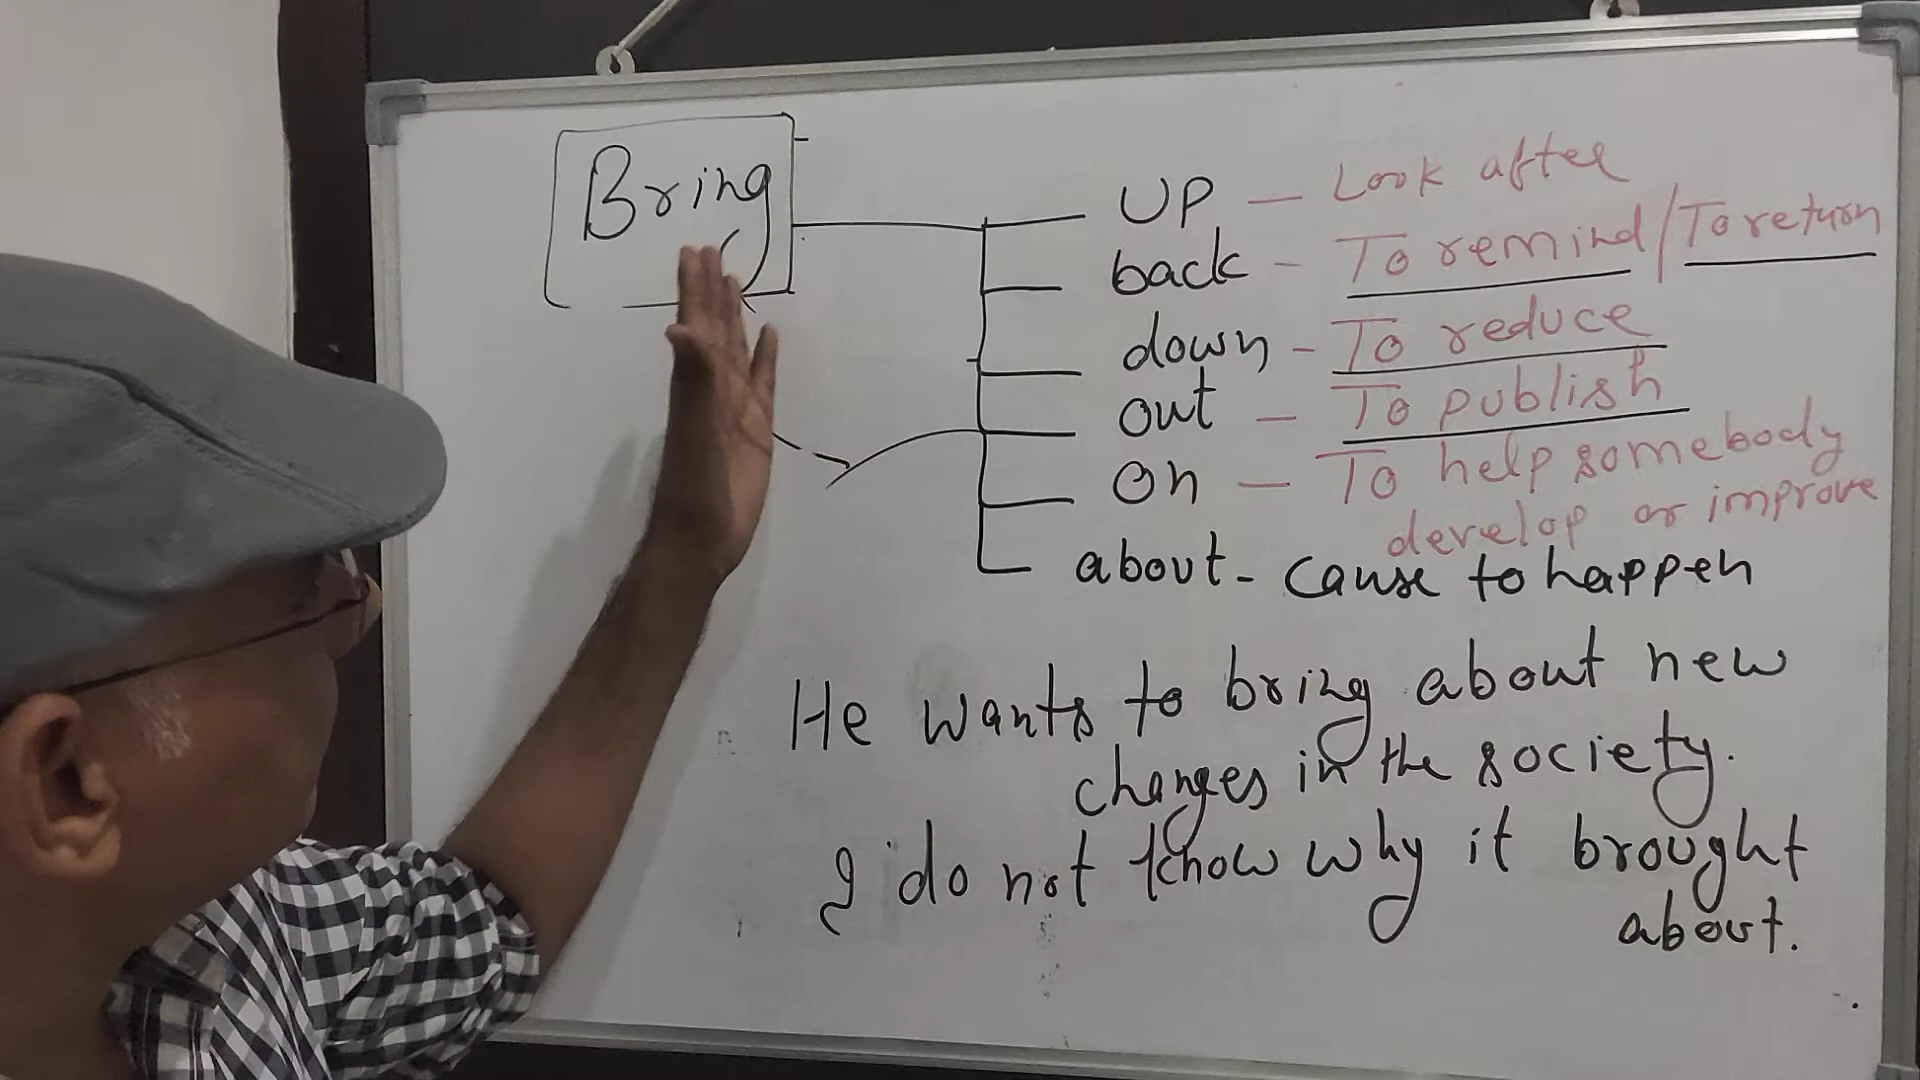 Bring
UP - Look after
back - To remind/To return
down - To reduce
out - To publish
on - To help somebody
develop or improve
about - cause to happen
He wants to bring about new
changes in the society.
I do not know why it brought
about.